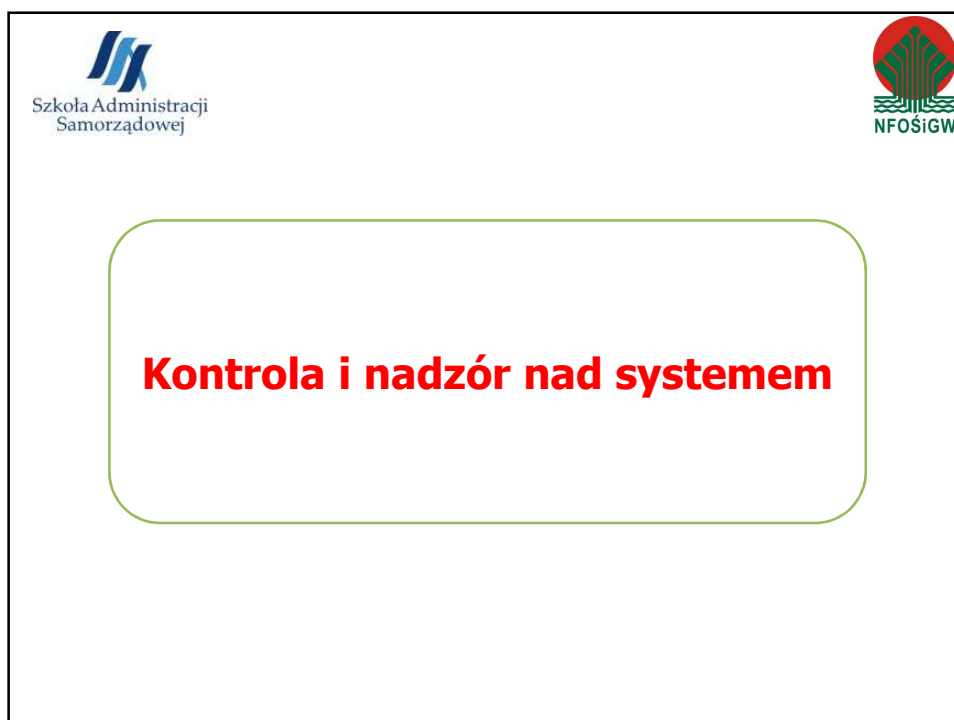 Szkoła Administracji
Samorządowej
NFOŚiGW
Kontrola i nadzór nad systemem